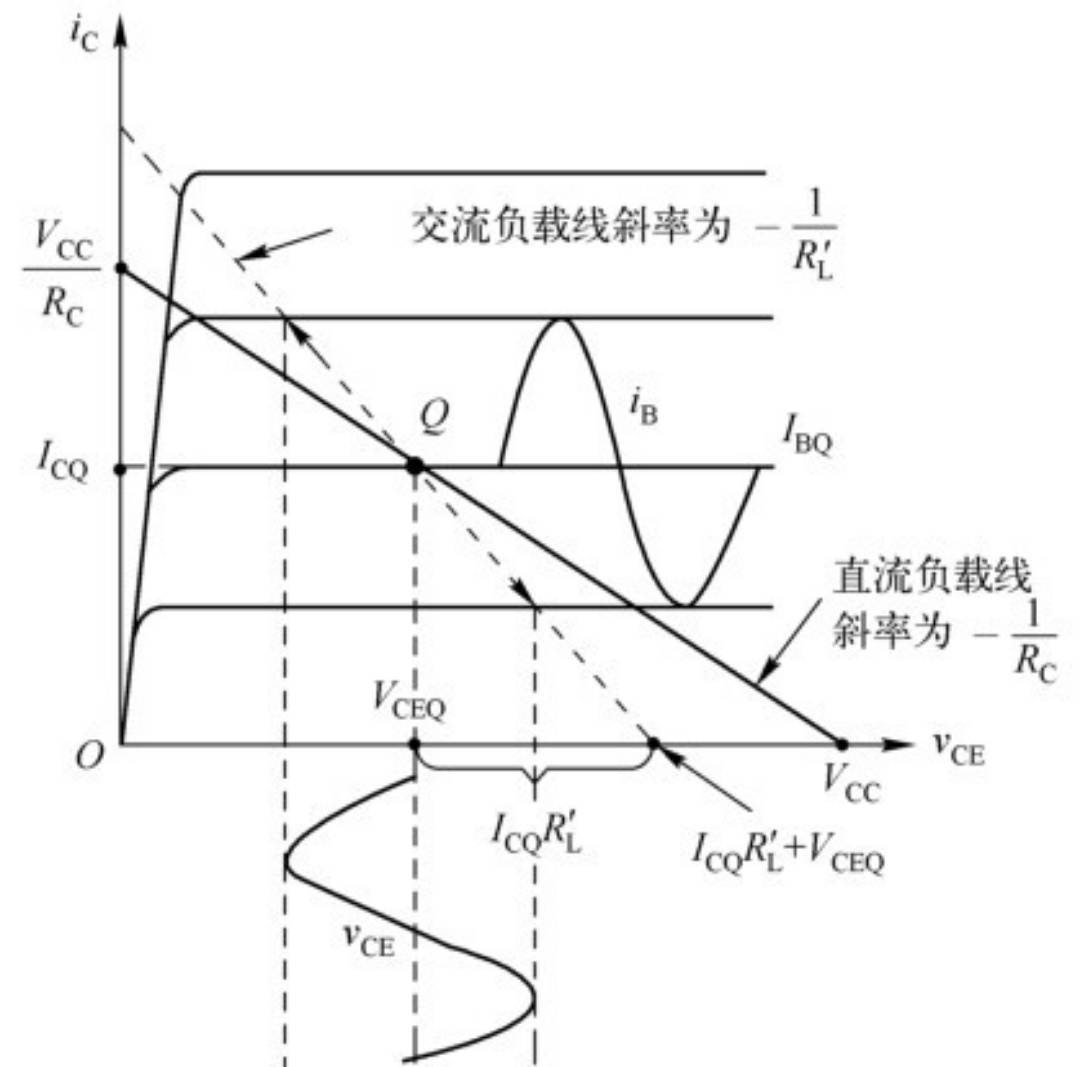 i_C
交流负载线斜率为 -1/R'_L
V_CC/R_C
Q
i_B
I_BQ
I_CQ
直流负载线
斜率为 -1/R_C
V_CEQ
O
v_CE
V_CC
I_CQR'_L
I_CQR'_L+V_CEQ
v_CE